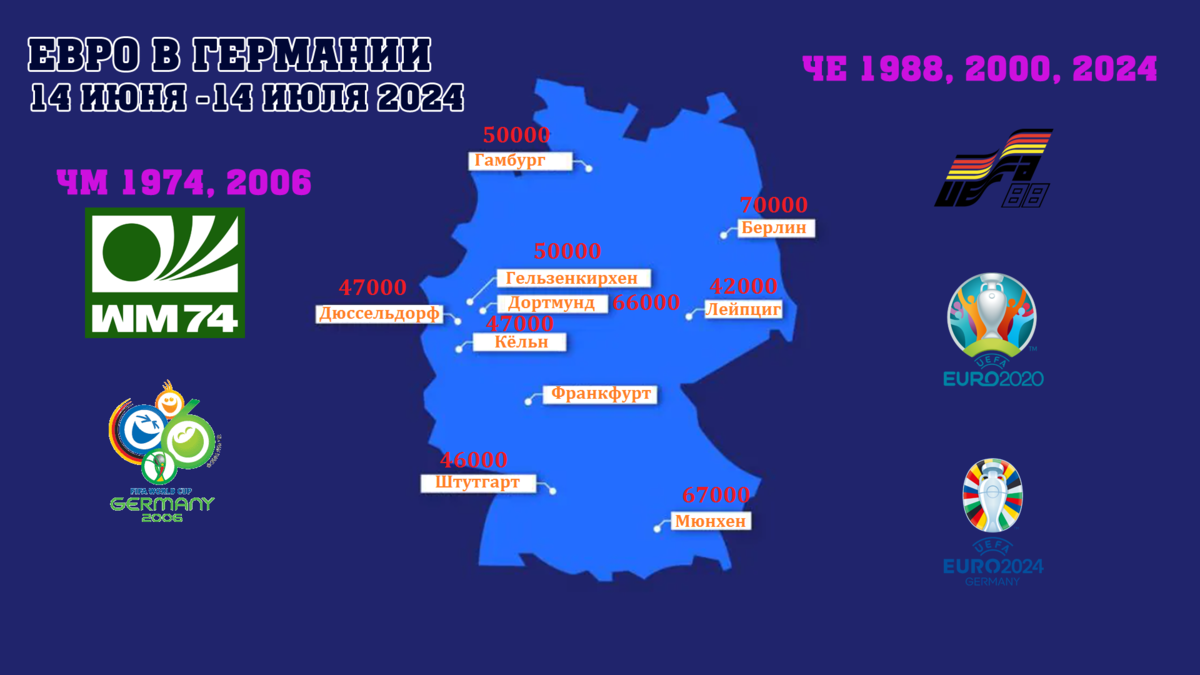 ЕВРО В ГЕРМАНИИ
14 ИЮНЯ -14 ИЮЛЯ 2024
ЧЕ 1988, 2000, 2024
ЧМ 1974, 2006
WM 74
FIFA WORLD CUP
GERMANY
2006
50000
Гамбург
70000
Берлин
50000
Гельзенкирхен
47000
Дюссельдорф
Дортмунд 66000
42000
Лейпциг
47000
Кёльн
Франкфурт
46000
Штутгарт
67000
Мюнхен
UEFA
88
TM
UEFA
EURO2020
UEFA
EURO2024
GERMANY